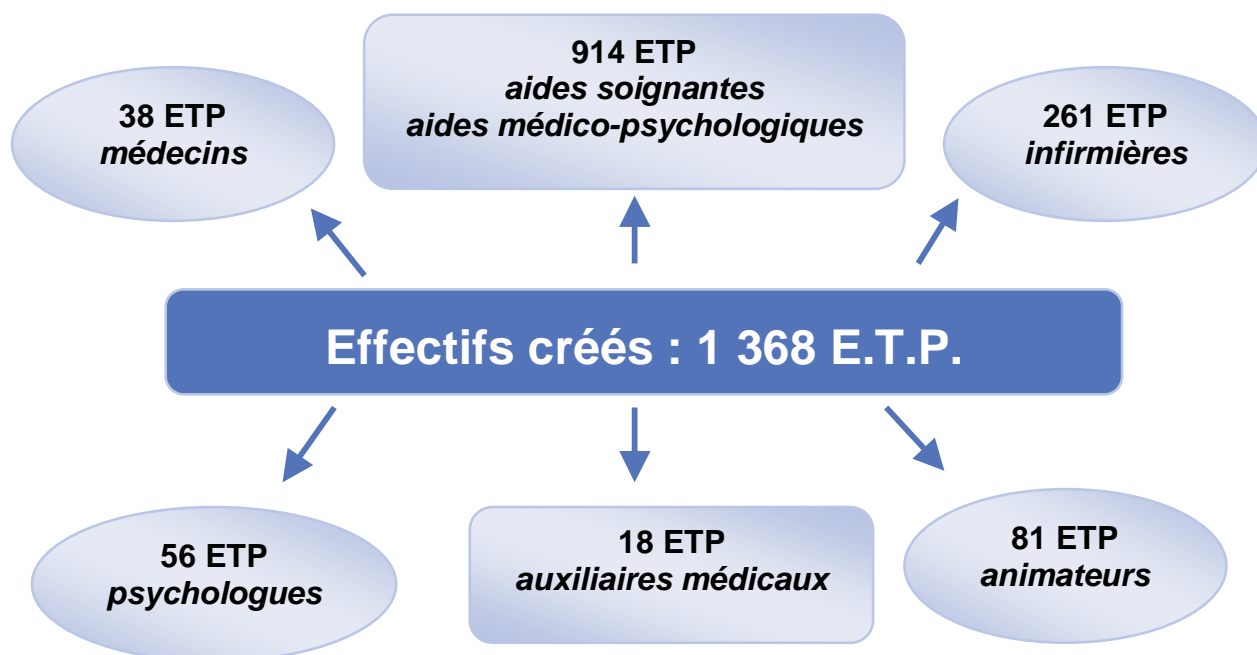 914 ETP
aides soignantes
aides médico-psychologiques
38 ETP
médecins
261 ETP
infirmières
Effectifs créés : 1 368 E.T.P.
56 ETP
psychologues
18 ETP
auxiliaires médicaux
81 ETP
animateurs